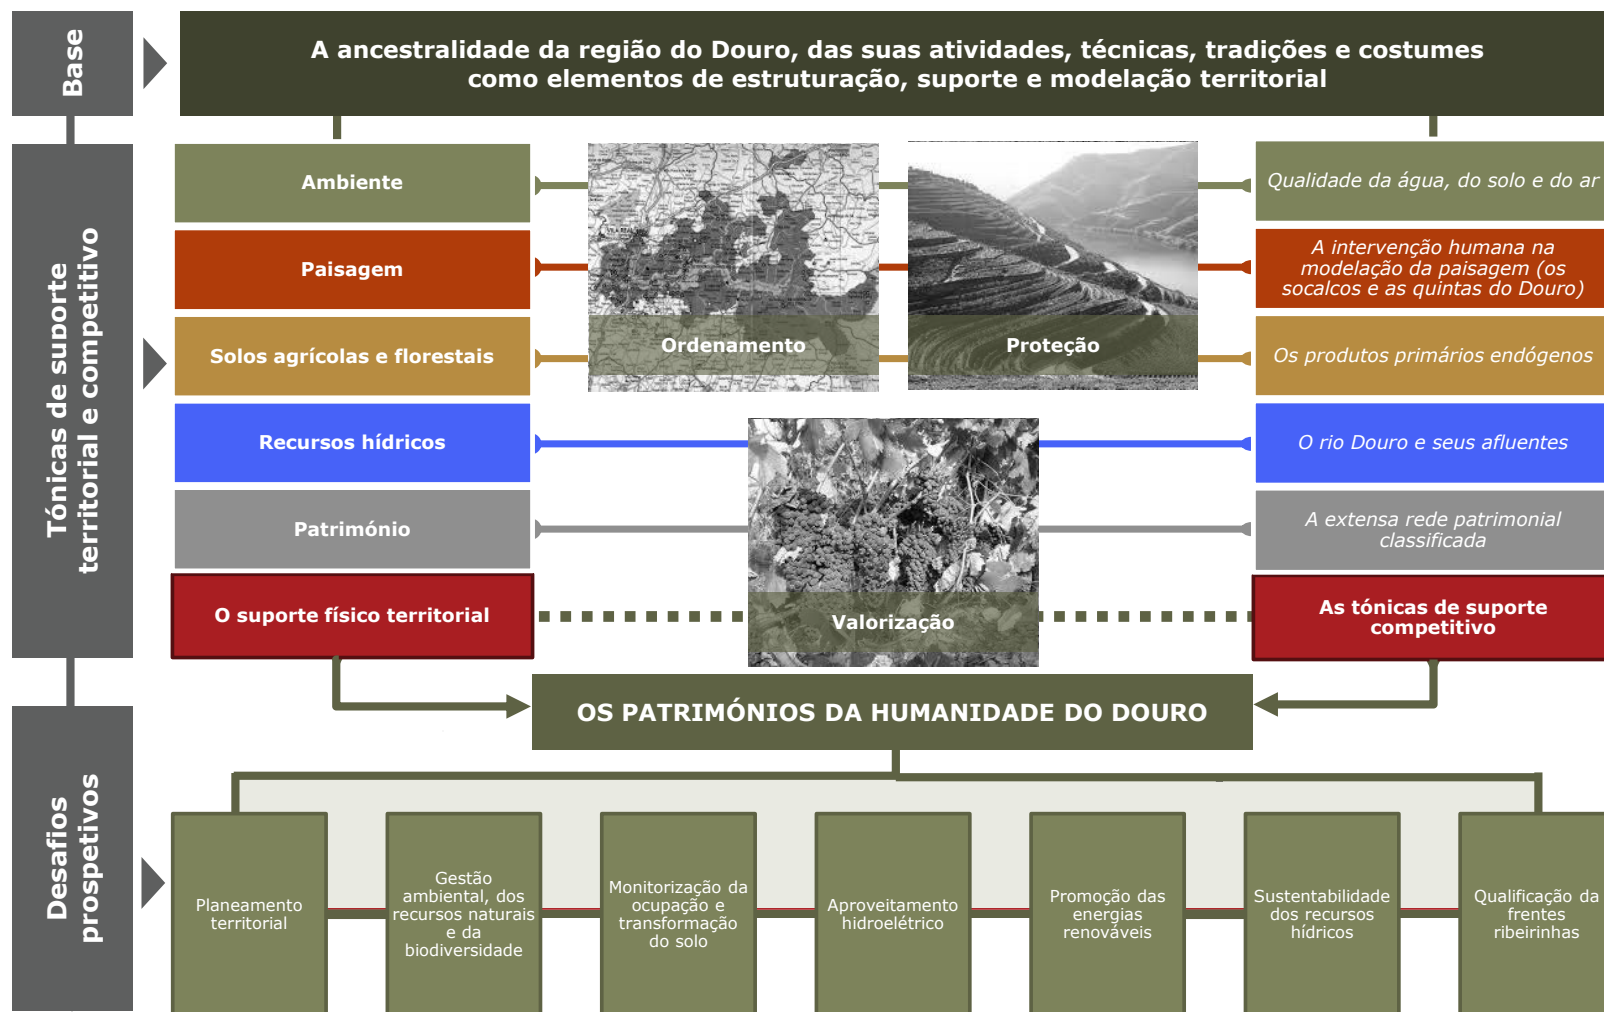 Base
A ancestralidade da região do Douro, das suas atividades, técnicas, tradições e costumes
como elementos de estruturação, suporte e modelação territorial
Tónicas de suporte
territorial e competitivo
Ambiente
Qualidade da água, do solo e do ar
Paisagem
A intervenção humana na
modelação da paisagem (os
socalcos e as quintas do Douro)
Ordenamento
Proteção
Solos agrícolas e florestais
Os produtos primários endógenos
Recursos hídricos
O rio Douro e seus afluentes
Património
A extensa rede patrimonial
classificada
O suporte físico territorial
Valorização
As tónicas de suporte
competitivo
OS PATRIMÓNIOS DA HUMANIDADE DO DOURO
Desafios
prospetivos
Planeamento
territorial
Gestão
ambiental, dos
recursos naturais
e da
biodiversidade
Monitorização da
ocupação e
transformação
do solo
Aproveitamento
hidroelétrico
Promoção das
energias
renováveis
Sustentabilidade
dos recursos
hídricos
Qualificação da
frentes
ribeirinhas